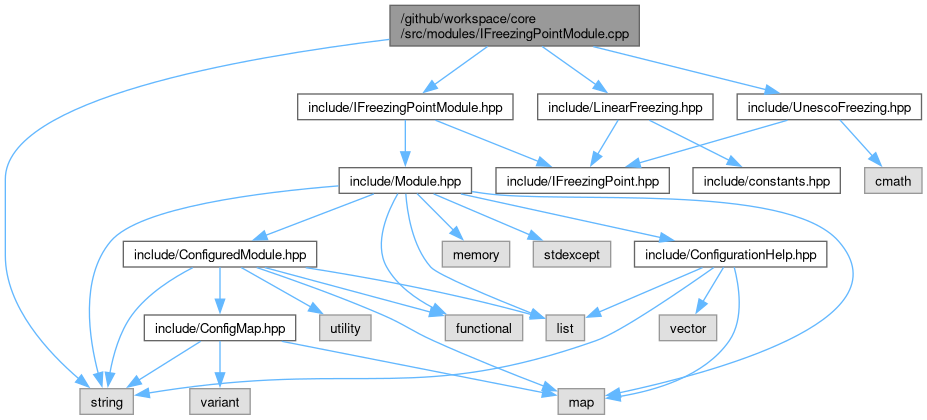 /github/workspace/core
/src/modules/IFreezingPointModule.cpp
include/IFreezingPointModule.hpp
include/LinearFreezing.hpp
include/UnescoFreezing.hpp
include/Module.hpp
include/IFreezingPoint.hpp
include/constants.hpp
cmath
include/ConfiguredModule.hpp
memory
stdexcept
include/ConfigurationHelp.hpp
include/ConfigMap.hpp
utility
functional
list
vector
string
variant
map